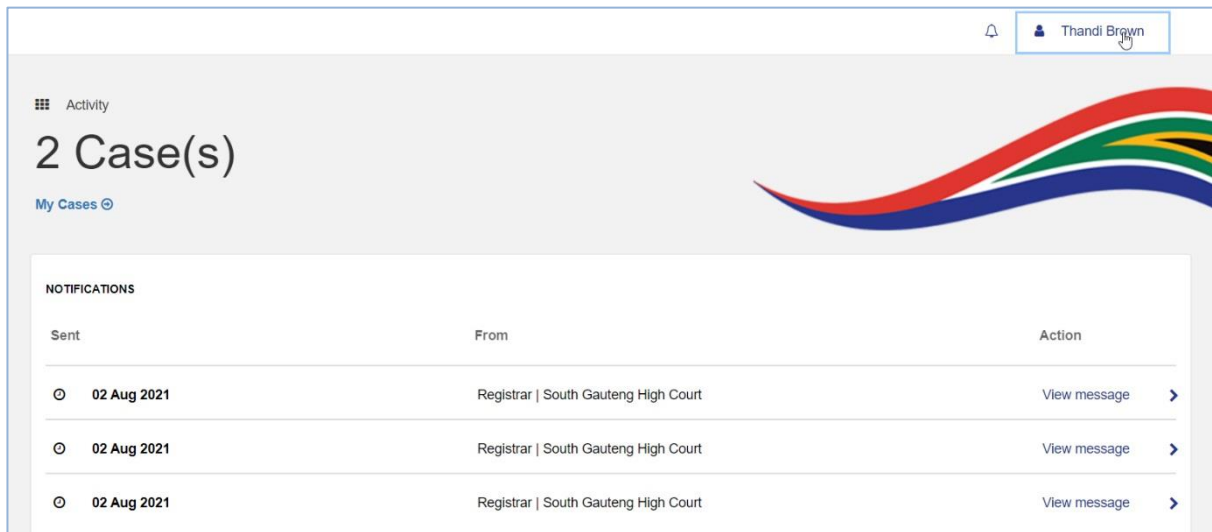 Thandi Brown
Activity
2 Case(s)
My Cases
NOTIFICATIONS
Sent From Action
02 Aug 2021 Registrar | South Gauteng High Court View message
02 Aug 2021 Registrar | South Gauteng High Court View message
02 Aug 2021 Registrar | South Gauteng High Court View message